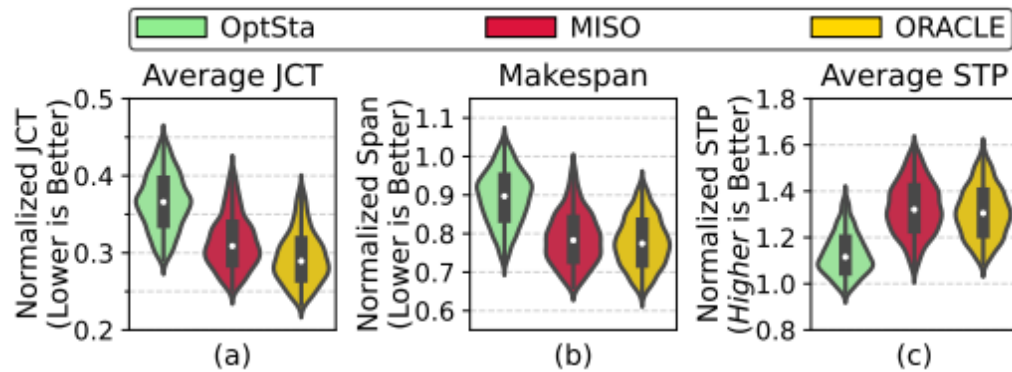 OptSta MISO ORACLE
Average JCT
Normalized JCT
(Lower is Better)
0.5
0.4
0.3
0.2
(a)
Makespan
Normalized Span
(Lower is Better)
1.1
1.0
0.9
0.8
0.7
0.6
(b)
Average STP
Normalized STP
(Higher is Better)
1.8
1.6
1.4
1.2
1.0
0.8
(c)